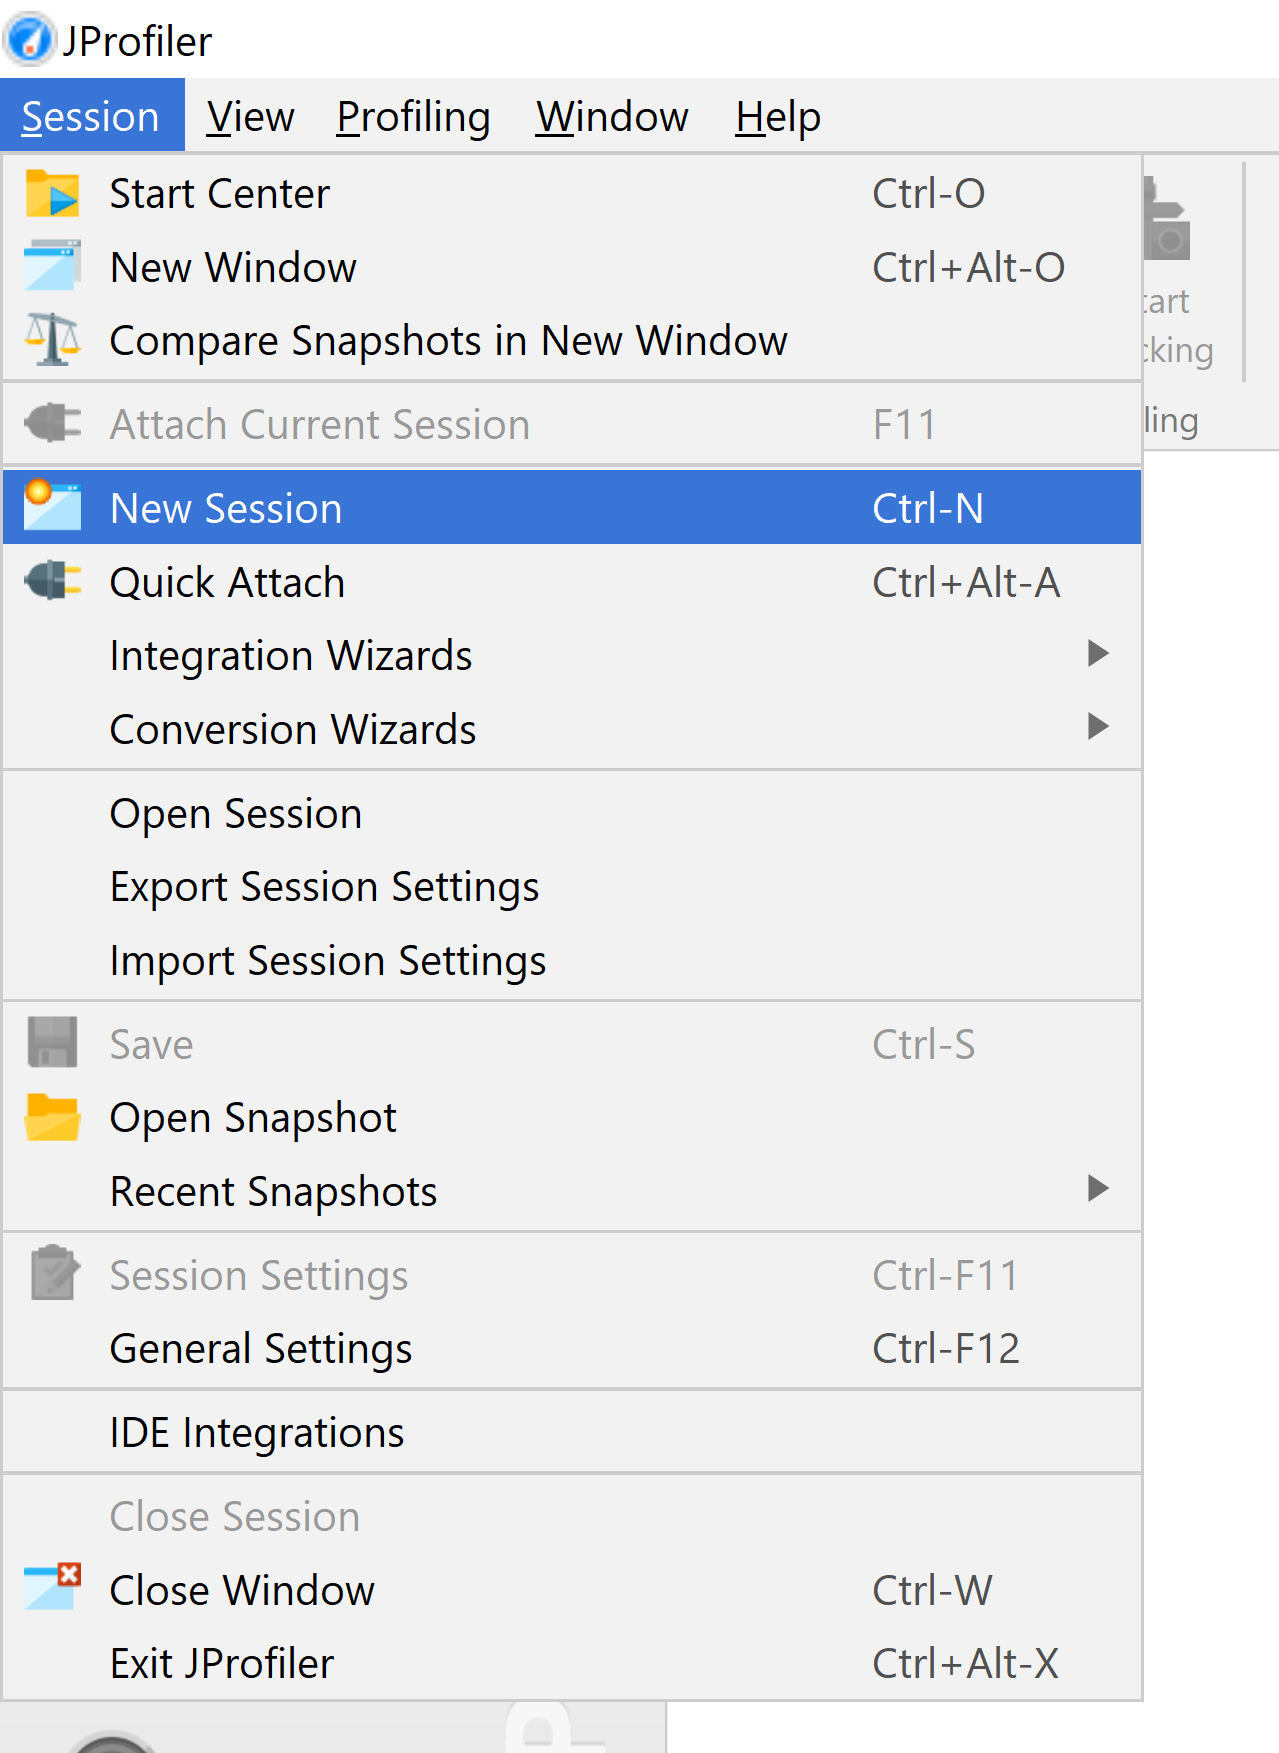 JProfiler
Session View Profiling Window Help
Start Center Ctrl-O
New Window Ctrl+Alt-O
Compare Snapshots in New Window
Attach Current Session F11
New Session Ctrl-N
Quick Attach Ctrl+Alt-A
Integration Wizards
Conversion Wizards
Open Session
Export Session Settings
Import Session Settings
Save Ctrl-S
Open Snapshot
Recent Snapshots
Session Settings Ctrl-F11
General Settings Ctrl-F12
IDE Integrations
Close Session
Close Window Ctrl-W
Exit JProfiler Ctrl+Alt-X